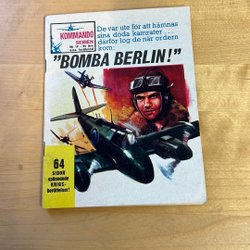 KOMMANDO
SERIEN
De var ute för att hämnas
sina döda kamrater . . .
därför log de när ordern
kom:
"BOMBA BERLIN!"
64
SIDOR
spännande
KRIGS-
berättelser!